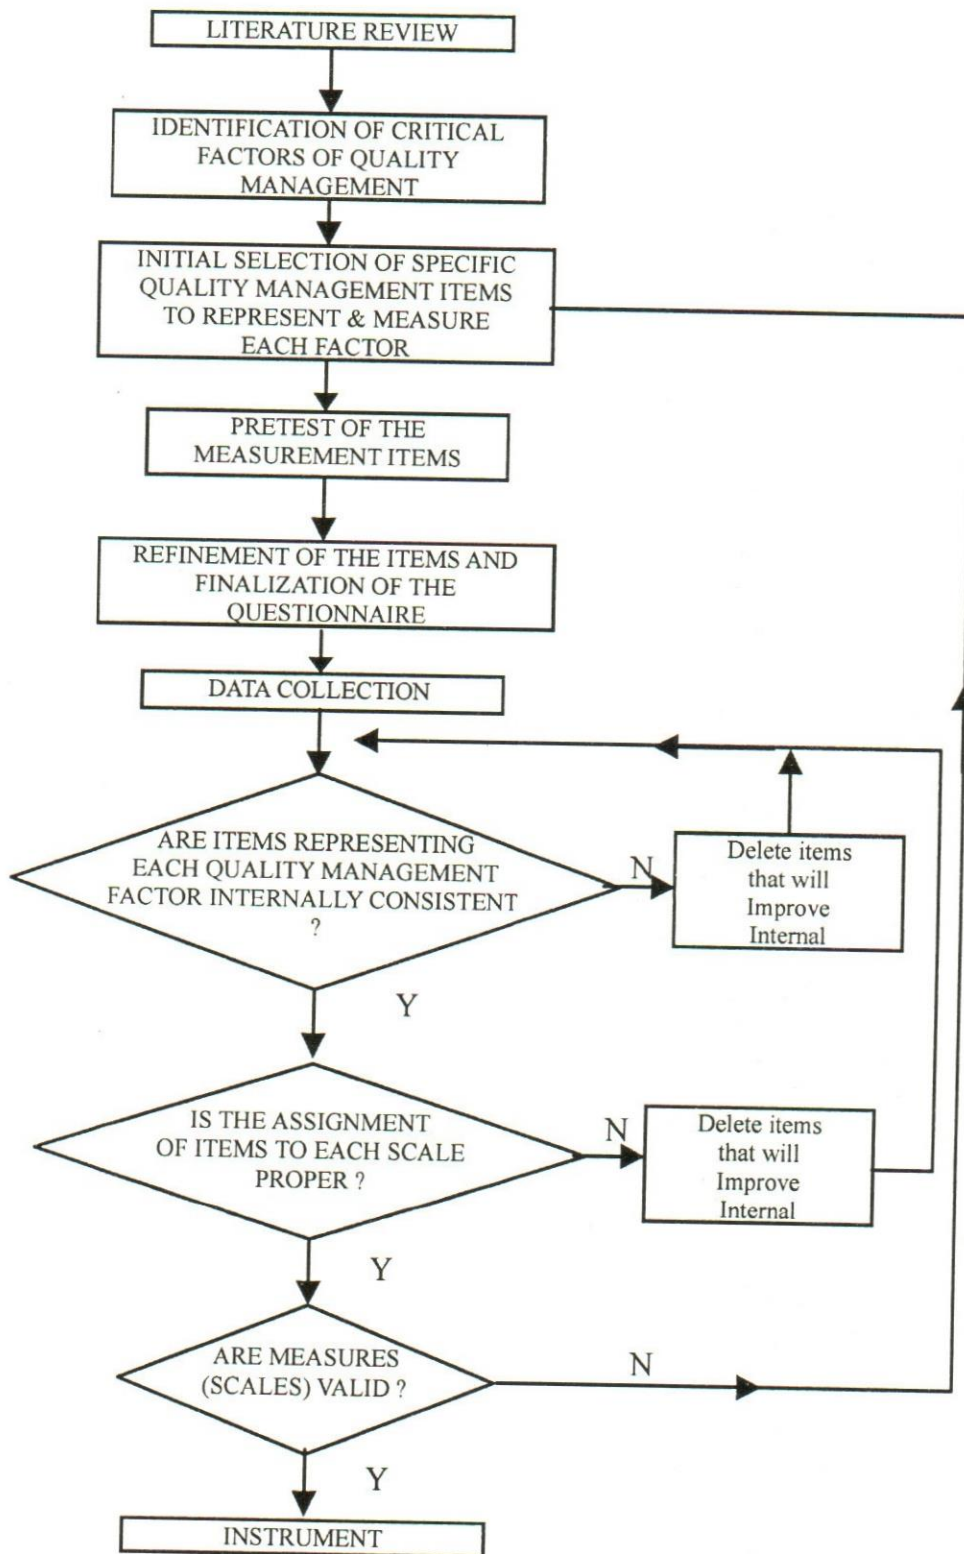 LITERATURE REVIEW
IDENTIFICATION OF CRITICAL
FACTORS OF QUALITY
MANAGEMENT
INITIAL SELECTION OF SPECIFIC
QUALITY MANAGEMENT ITEMS
TO REPRESENT & MEASURE
EACH FACTOR
PRETEST OF THE
MEASUREMENT ITEMS
REFINEMENT OF THE ITEMS AND
FINALIZATION OF THE
QUESTIONNAIRE
DATA COLLECTION
ARE ITEMS REPRESENTING
EACH QUALITY MANAGEMENT
FACTOR INTERNALLY CONSISTENT
?
N
Delete items
that will
Improve
Internal
Y
IS THE ASSIGNMENT
OF ITEMS TO EACH SCALE
PROPER ?
N
Delete items
that will
Improve
Internal
Y
ARE MEASURES
(SCALES) VALID ?
N
Y
INSTRUMENT